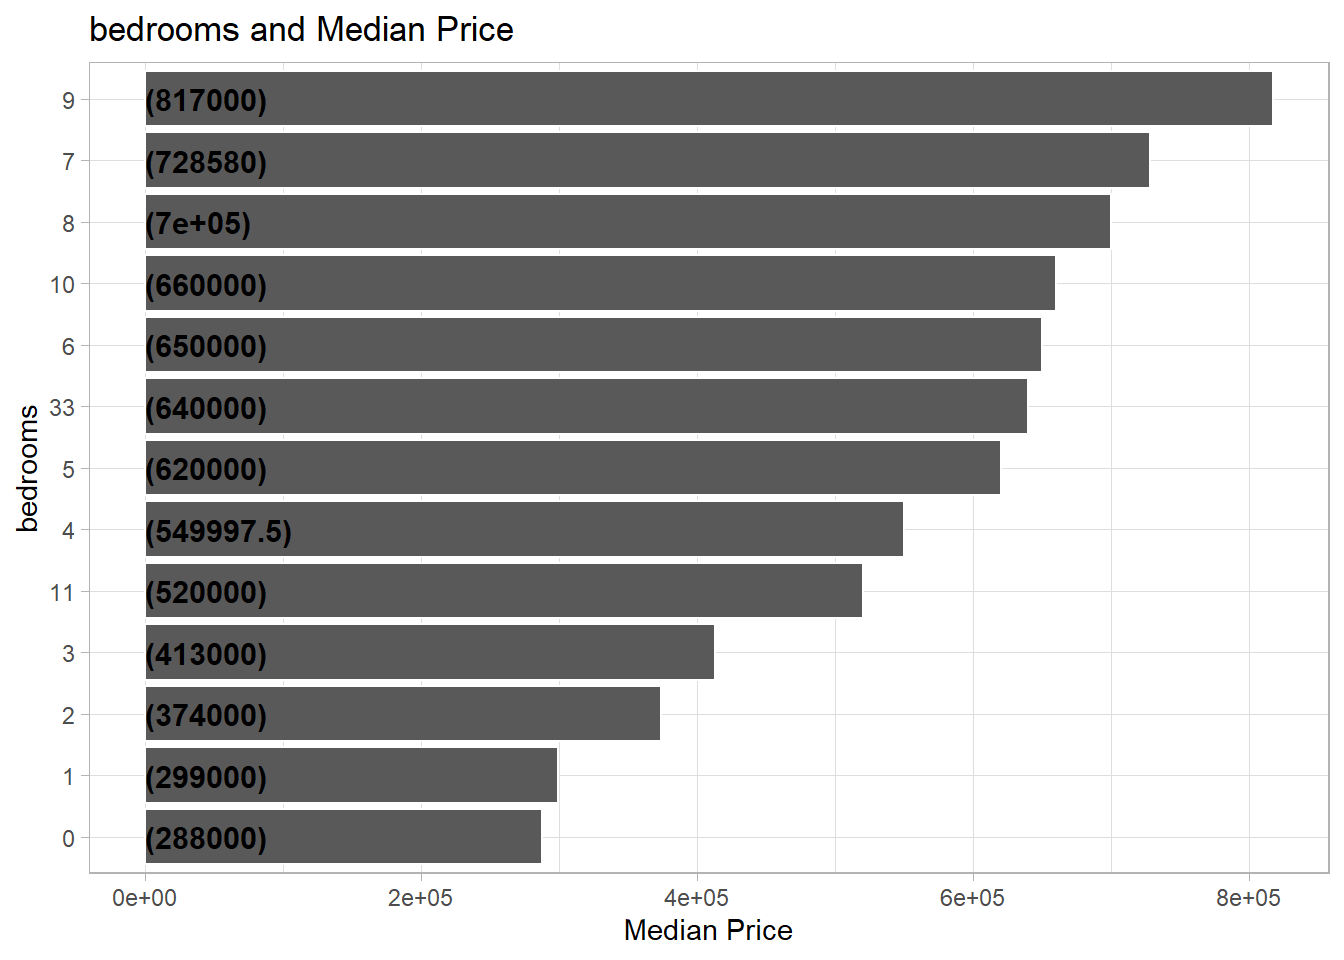 bedrooms and Median Price
bedrooms
9 (817000)
7 (728580)
8 (7e+05)
10 (660000)
6 (650000)
33 (640000)
5 (620000)
4 (549997.5)
11 (520000)
3 (413000)
2 (374000)
1 (299000)
0 (288000)
0e+00 2e+05 4e+05 6e+05 8e+05
Median Price